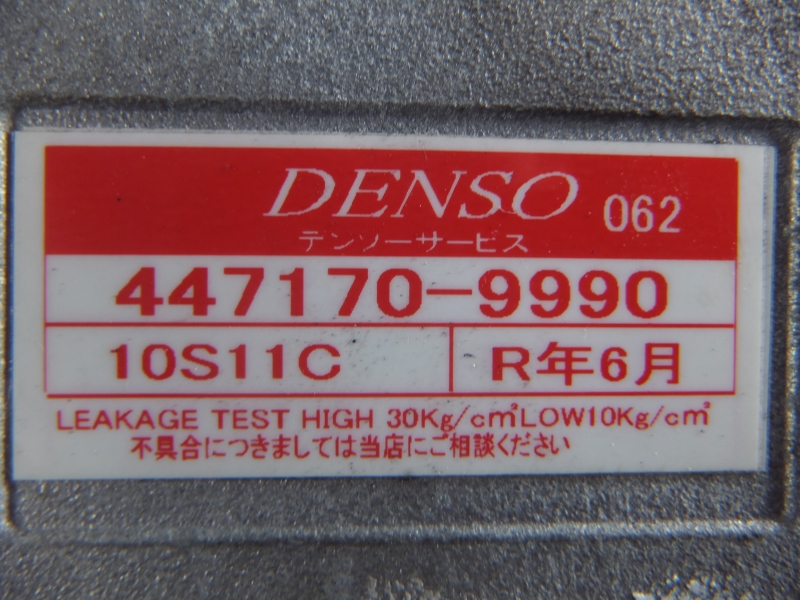 DENSO 062
テンソーサービス
447170-9990
10S11C R年6月
LEAKAGE TEST HIGH 30Kg/c㎡LOW10Kg/c㎡
不具合につきましては当店にご相談ください